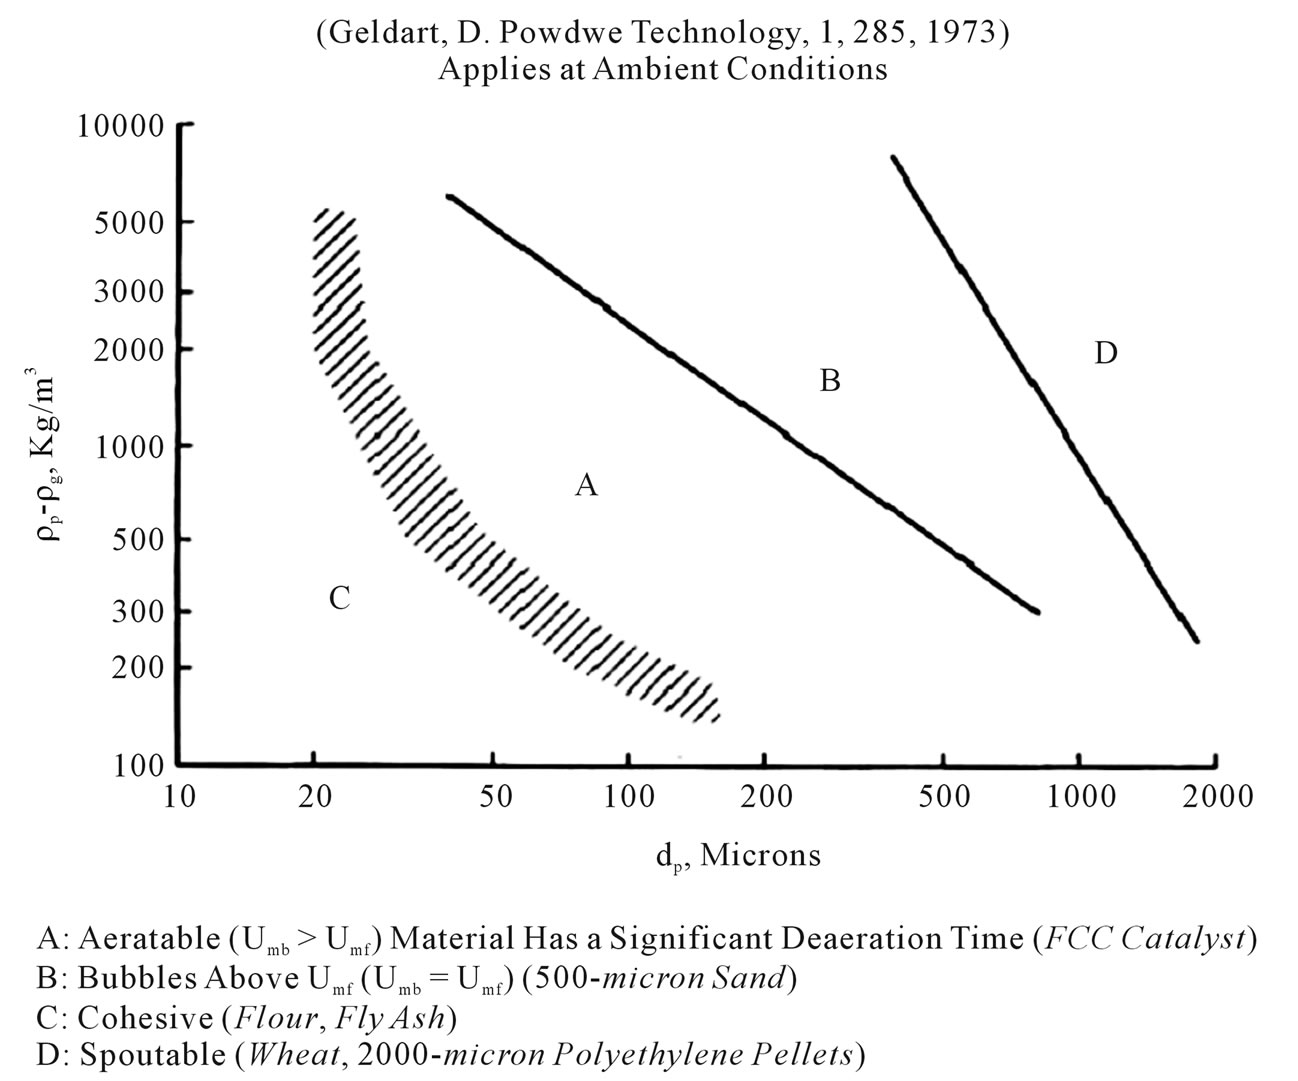 (Geldart, D. Powdwe Technology, 1, 285, 1973)
Applies at Ambient Conditions
10000
5000
3000
2000
1000
500
300
200
100
ρp-ρg, Kg/m³
A
B
C
D
10 20 50 100 200 500 1000 2000
dp, Microns
A: Aeratable (Umb > Umf) Material Has a Significant Deaeration Time (FCC Catalyst)
B: Bubbles Above Umf (Umb = Umf) (500-micron Sand)
C: Cohesive (Flour, Fly Ash)
D: Spoutable (Wheat, 2000-micron Polyethylene Pellets)